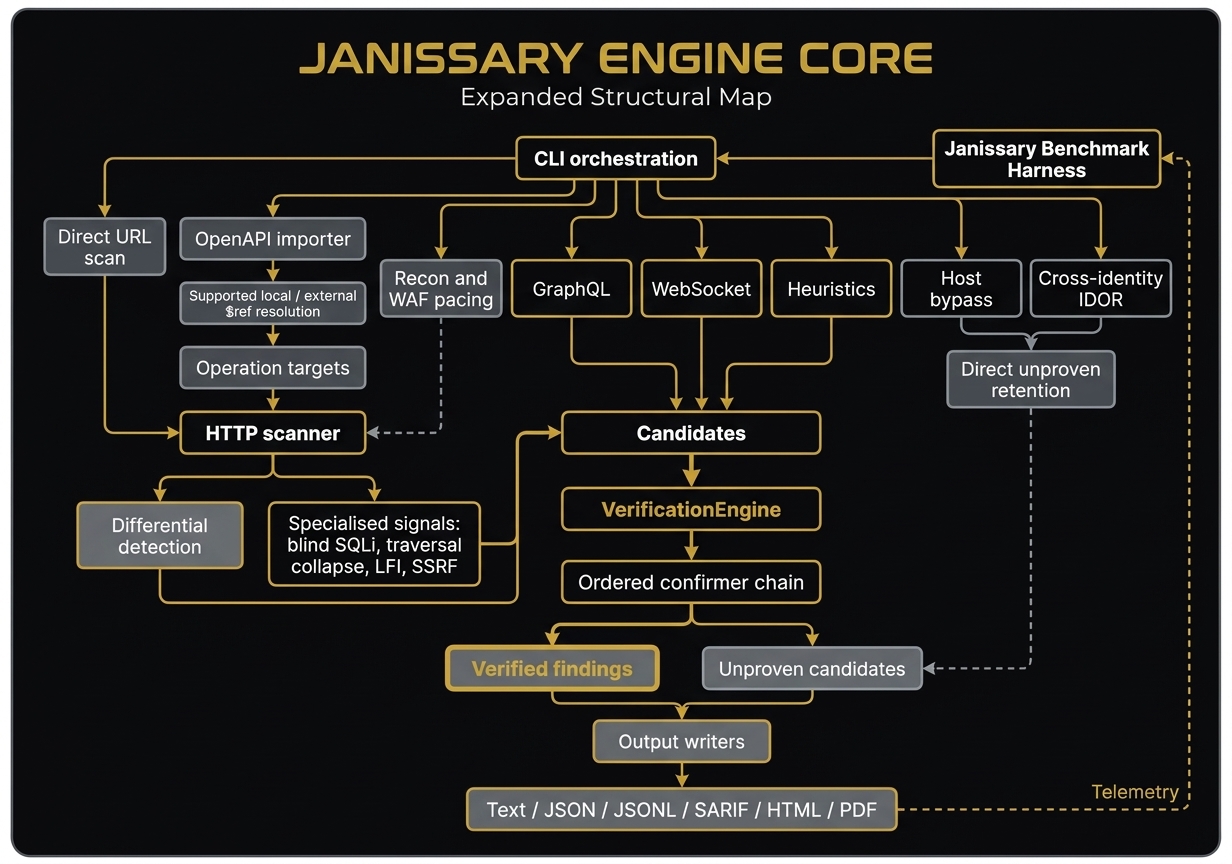 JANISSARY ENGINE CORE
Expanded Structural Map
CLI orchestration
Janissary Benchmark
Harness
Direct URL
scan
OpenAPI importer
Supported local / external
$ref resolution
Operation targets
HTTP scanner
Recon and
WAF pacing
GraphQL
WebSocket
Heuristics
Host
bypass
Cross-identity
IDOR
Direct unproven
retention
Candidates
Differential
detection
Specialised signals:
blind SQLi, traversal
collapse, LFI, SSRF
VerificationEngine
Ordered confirmer chain
Verified findings
Unproven candidates
Output writers
Text / JSON / JSONL / SARIF / HTML / PDF
Telemetry